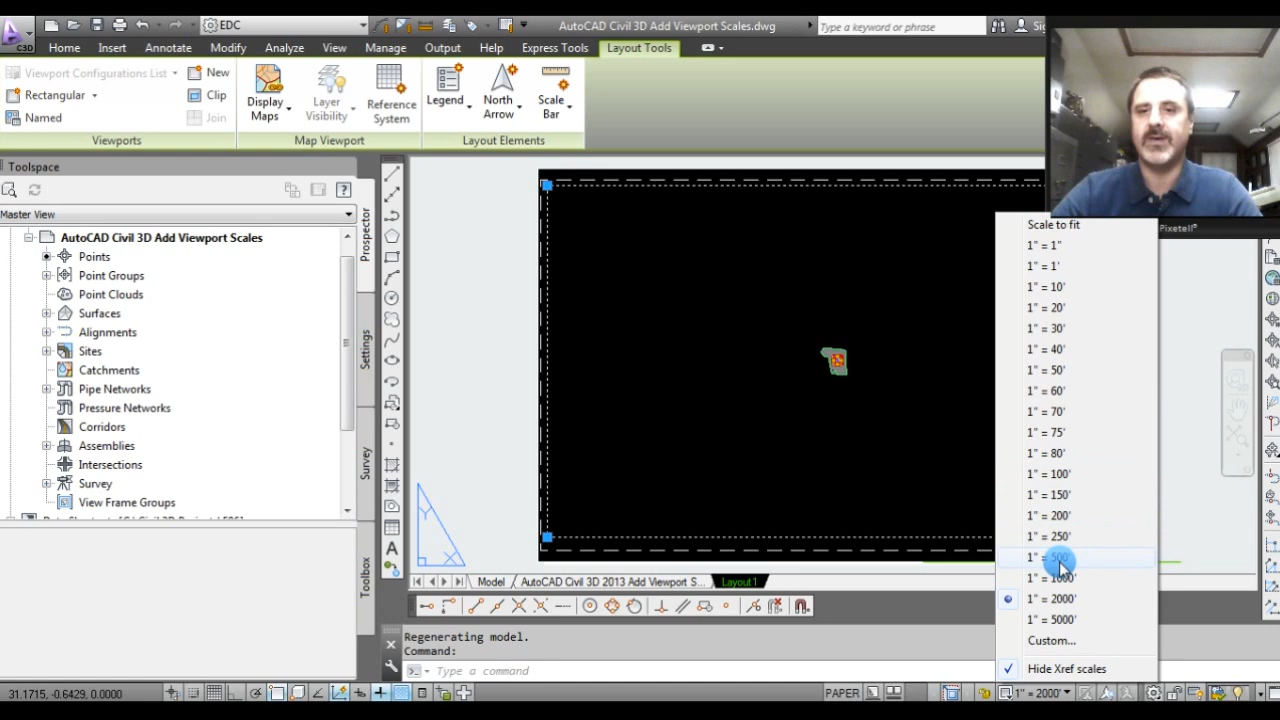 EDC
AutoCAD Civil 3D Add Viewport Scales.dwg
Type a keyword or phrase
C3D
Home Insert Annotate Modify Analyze View Manage Output Help Express Tools Layout Tools
Viewport Configurations List
New
Rectangular
Clip
Named
Join
Display Maps
Layer Visibility
Reference System
Legend
North Arrow
Scale Bar
Viewports
Map Viewport
Layout Elements
Toolspace
Master View
AutoCAD Civil 3D Add Viewport Scales
Points
Point Groups
Point Clouds
Surfaces
Alignments
Sites
Catchments
Pipe Networks
Pressure Networks
Corridors
Assemblies
Intersections
Survey
View Frame Groups
Prospector
Settings
Survey
Toolbox
Y
X
Pixetell®
Scale to fit
1" = 1"
1" = 1'
1" = 10'
1" = 20'
1" = 30'
1" = 40'
1" = 50'
1" = 60'
1" = 70'
1" = 75'
1" = 80'
1" = 100'
1" = 150'
1" = 200'
1" = 250'
1" = 500'
1" = 1000'
1" = 2000'
1" = 5000'
Custom...
Hide Xref scales
Model
AutoCAD Civil 3D 2013 Add Viewport S...
Layout1
Regenerating model.
Command:
Type a command
31.1715, -0.6429, 0.0000
PAPER
1" = 2000'